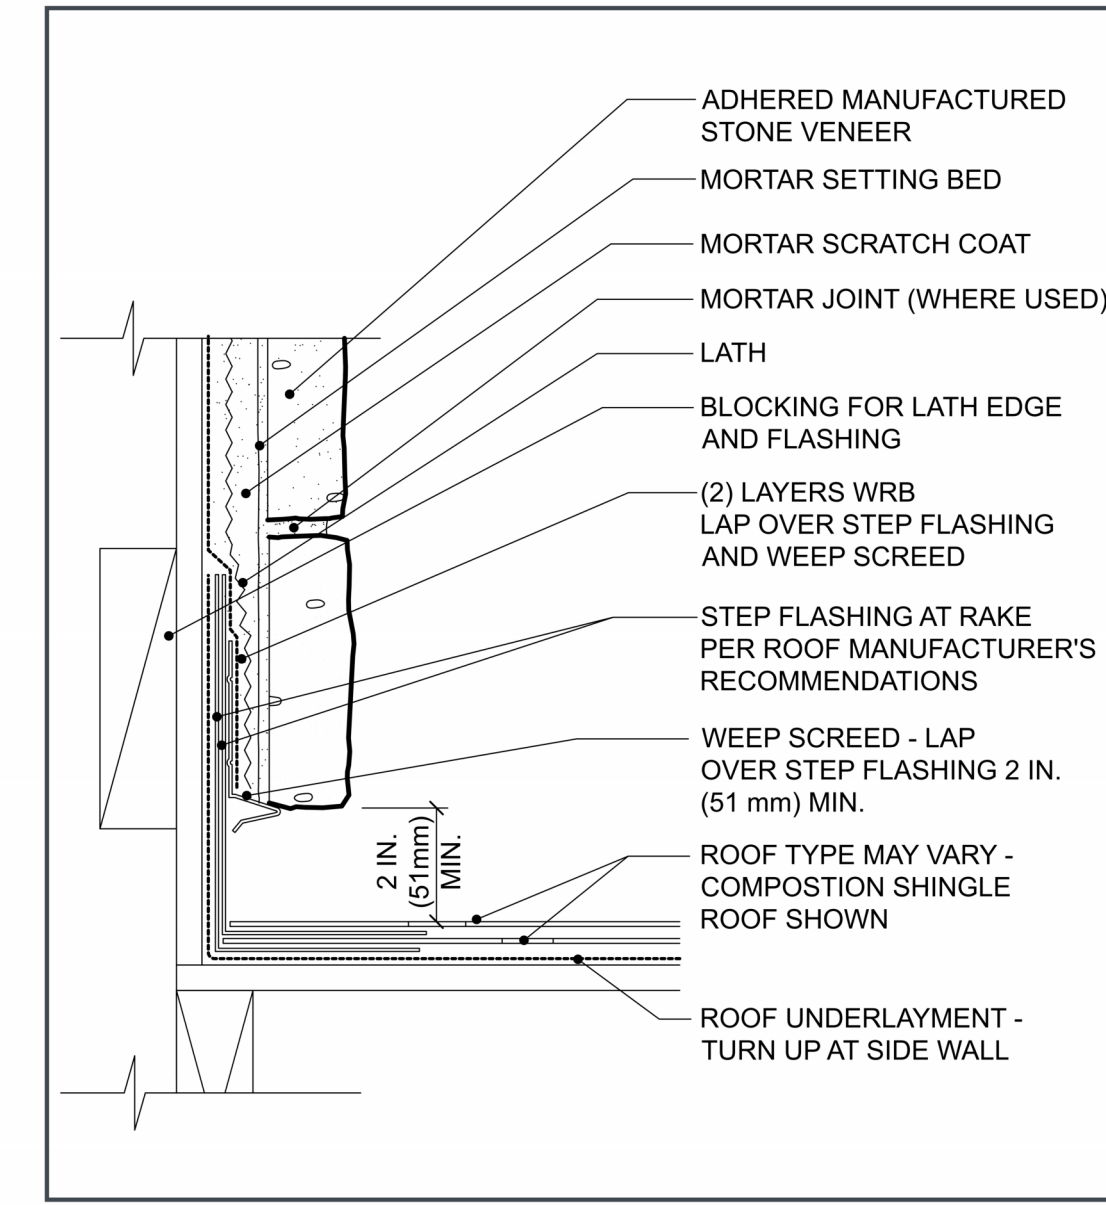 ADHERED MANUFACTURED
STONE VENEER
MORTAR SETTING BED
MORTAR SCRATCH COAT
MORTAR JOINT (WHERE USED)
LATH
BLOCKING FOR LATH EDGE
AND FLASHING
(2) LAYERS WRB
LAP OVER STEP FLASHING
AND WEEP SCREED
STEP FLASHING AT RAKE
PER ROOF MANUFACTURER'S
RECOMMENDATIONS
WEEP SCREED - LAP
OVER STEP FLASHING 2 IN.
(51 mm) MIN.
2 IN.
(51mm)
MIN.
ROOF TYPE MAY VARY -
COMPOSTION SHINGLE
ROOF SHOWN
ROOF UNDERLAYMENT -
TURN UP AT SIDE WALL